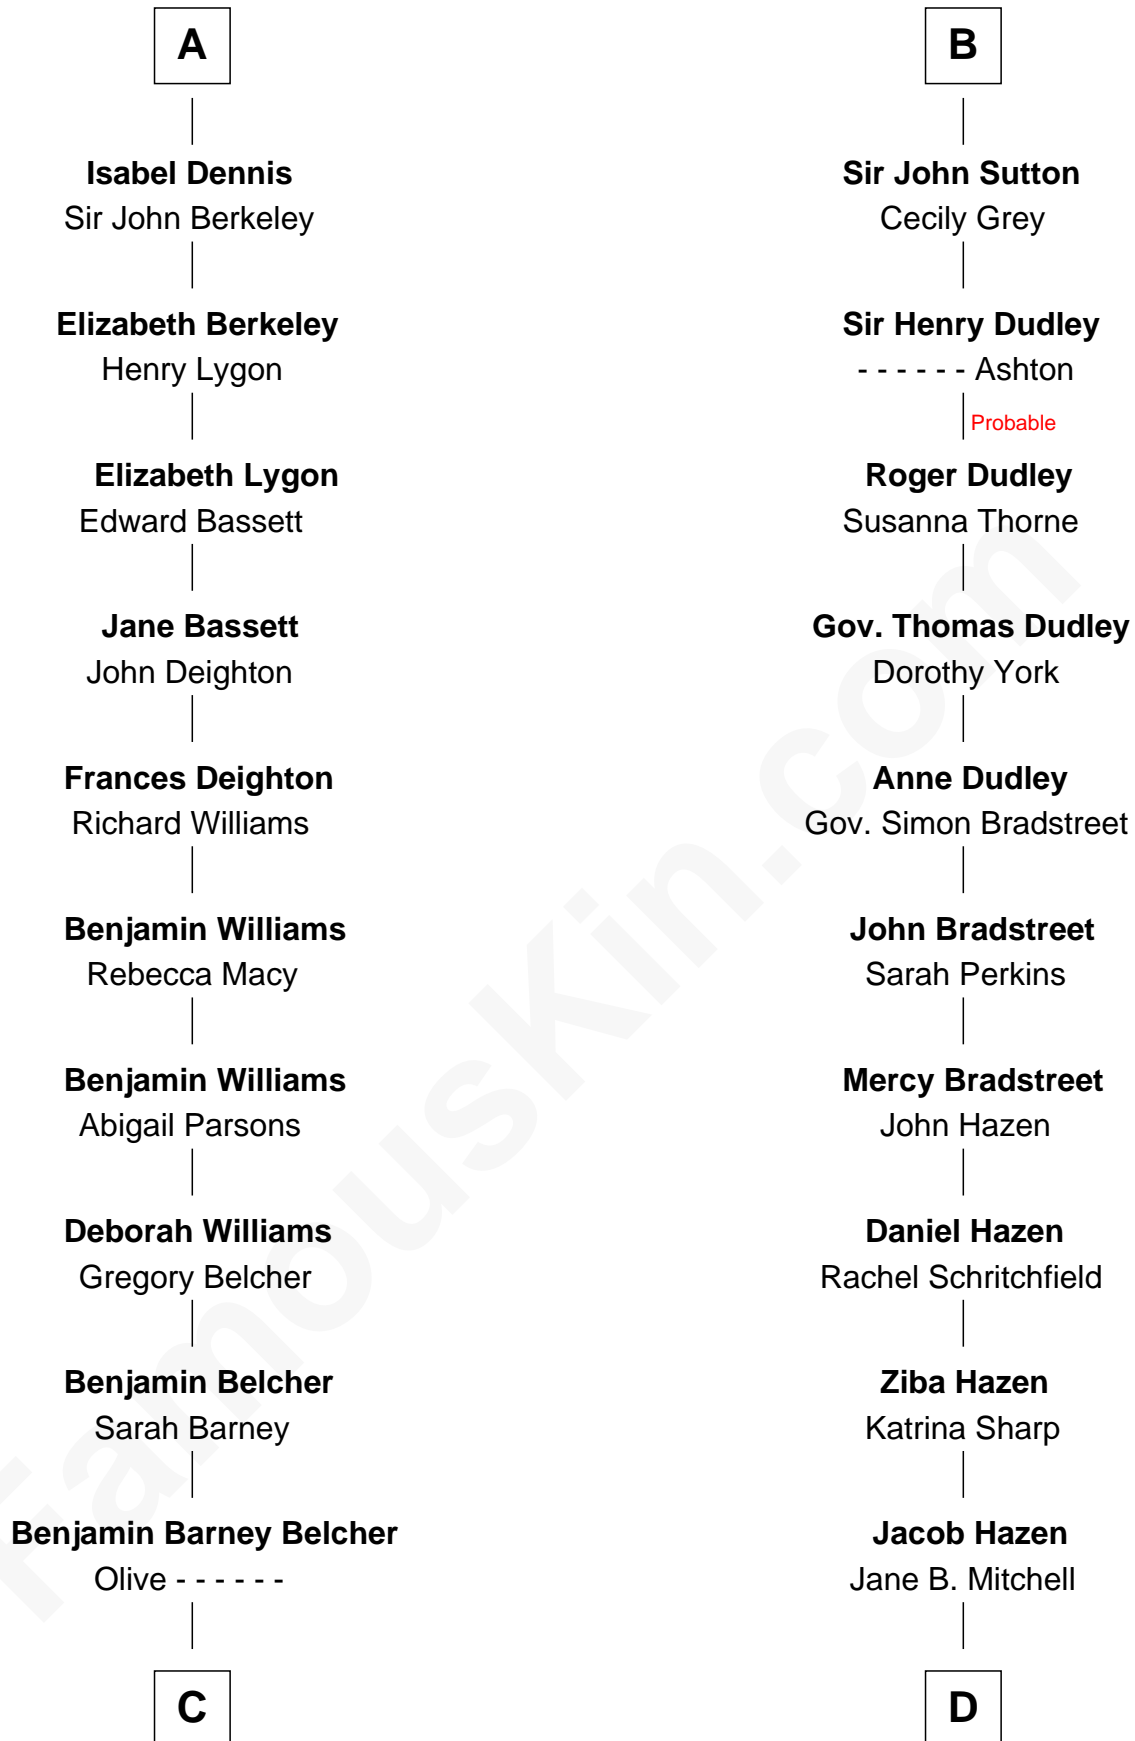 A
Isabel Dennis
Sir John Berkeley
Elizabeth Berkeley
Henry Lygon
Elizabeth Lygon
Edward Bassett
Jane Bassett
John Deighton
Frances Deighton
Richard Williams
Benjamin Williams
Rebecca Macy
Benjamin Williams
Abigail Parsons
Deborah Williams
Gregory Belcher
Benjamin Belcher
Sarah Barney
Benjamin Barney Belcher
Olive - - - - - -
C
B
Sir John Sutton
Cecily Grey
Sir Henry Dudley
- - - - - - Ashton
Probable
Roger Dudley
Susanna Thorne
Gov. Thomas Dudley
Dorothy York
Anne Dudley
Gov. Simon Bradstreet
John Bradstreet
Sarah Perkins
Mercy Bradstreet
John Hazen
Daniel Hazen
Rachel Schritchfield
Ziba Hazen
Katrina Sharp
Jacob Hazen
Jane B. Mitchell
D
FamousKin.com